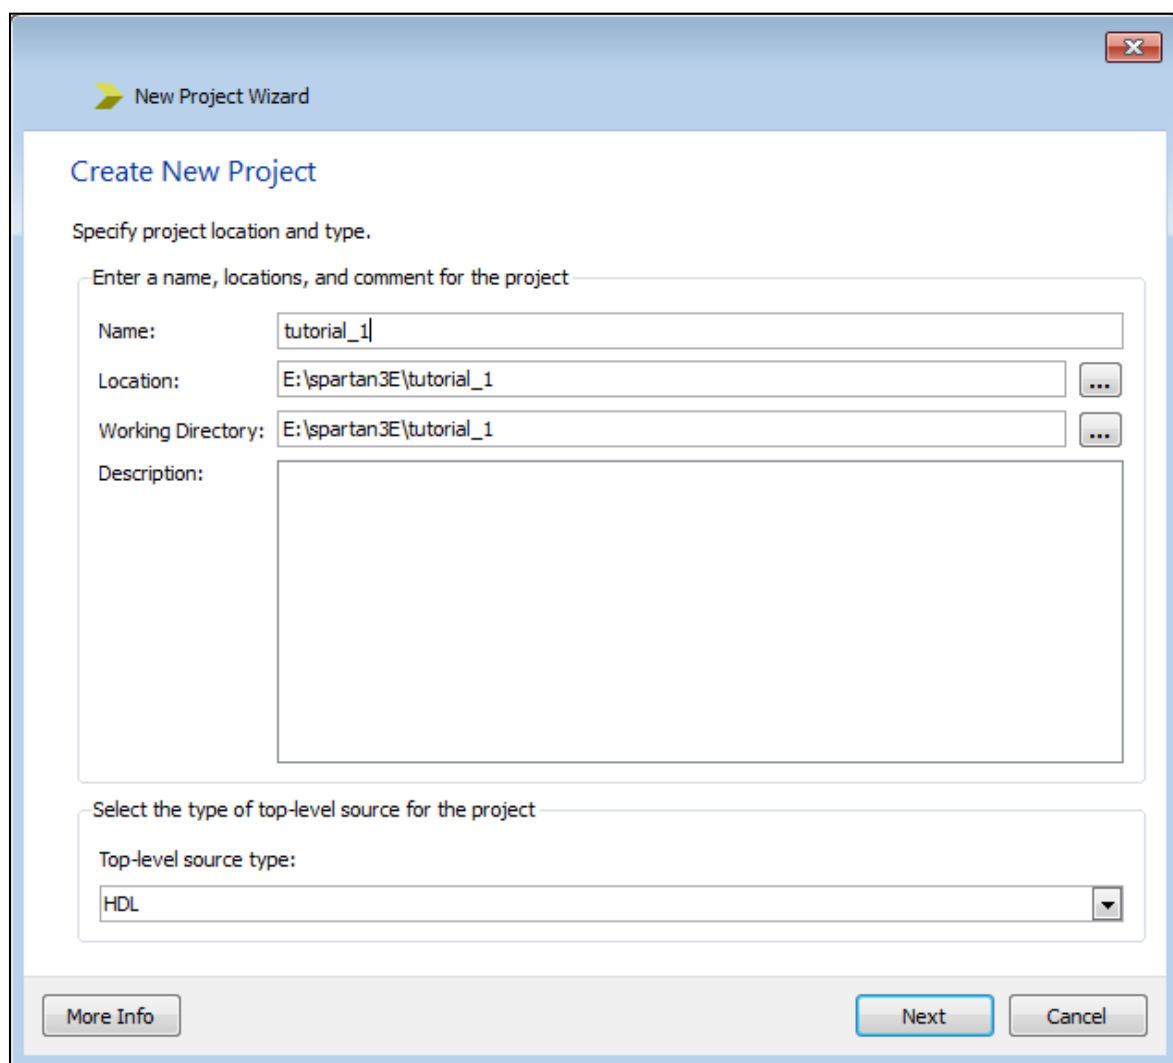 New Project Wizard
Create New Project
Specify project location and type.
Enter a name, locations, and comment for the project
Name:
tutorial_1
Location:
E:\spartan3E\tutorial_1
...
Working Directory:
E:\spartan3E\tutorial_1
...
Description:
Select the type of top-level source for the project
Top-level source type:
HDL
More Info
Next
Cancel